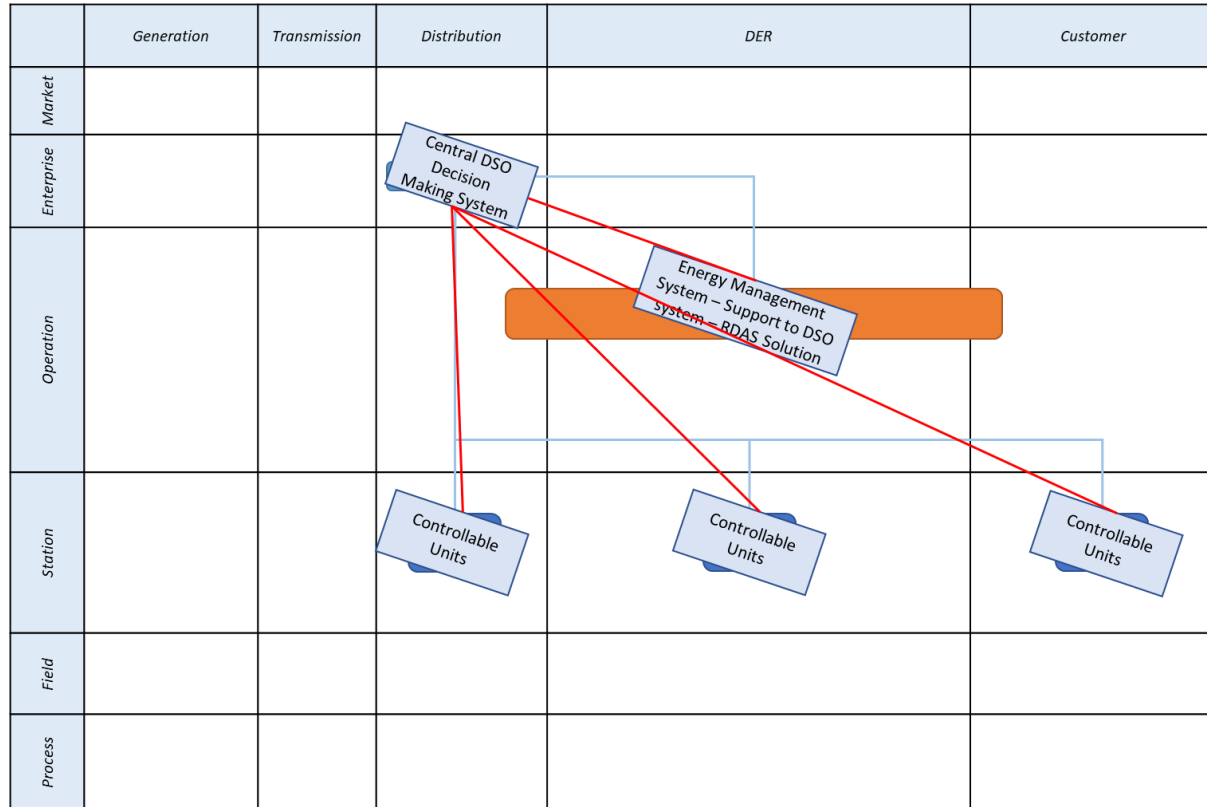 Generation
Transmission
Distribution
DER
Customer
Market
Enterprise
Central DSO
Decision
Making System
Operation
Energy Management
System – Support to DSO
System – RDAS Solution
Station
Controllable
Units
Controllable
Units
Controllable
Units
Field
Process